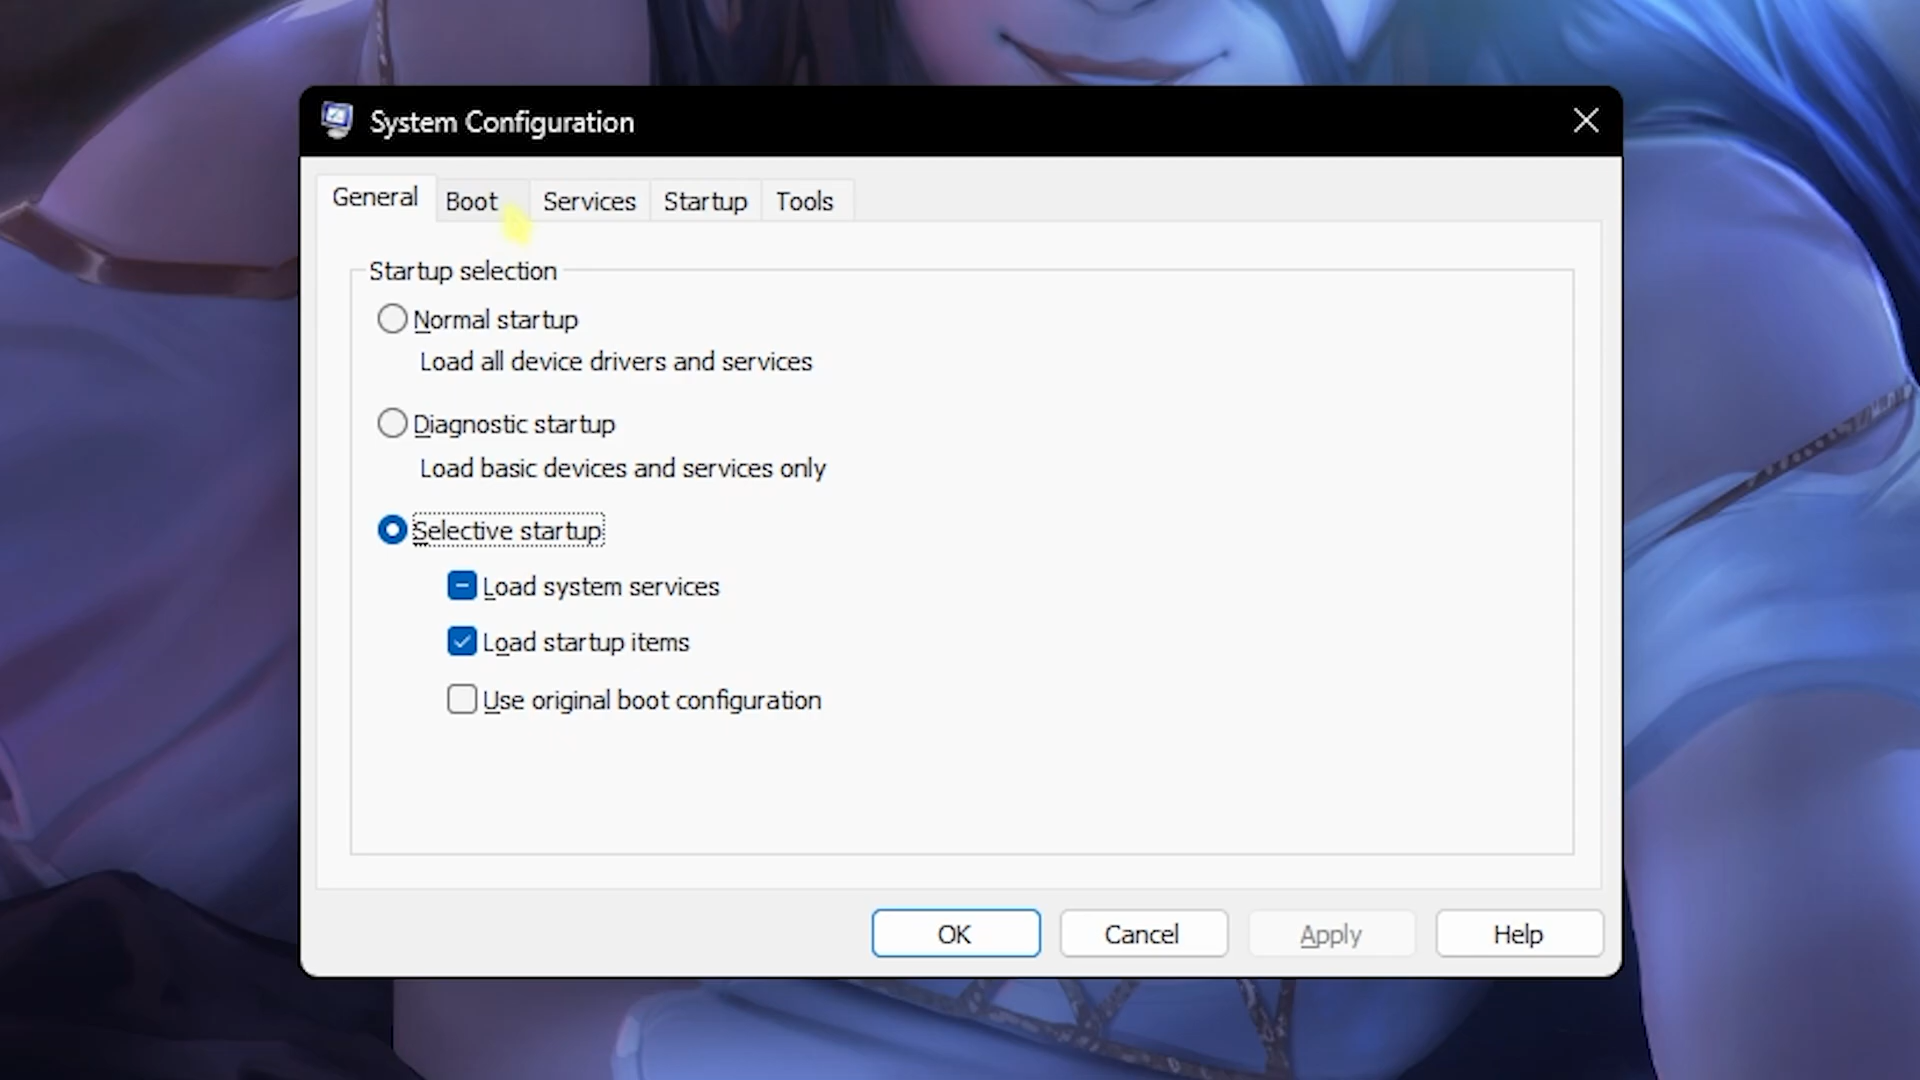 System Configuration
General Boot Services Startup Tools
Startup selection
Normal startup
Load all device drivers and services
Diagnostic startup
Load basic devices and services only
Selective startup
Load system services
Load startup items
Use original boot configuration
OK Cancel Apply Help